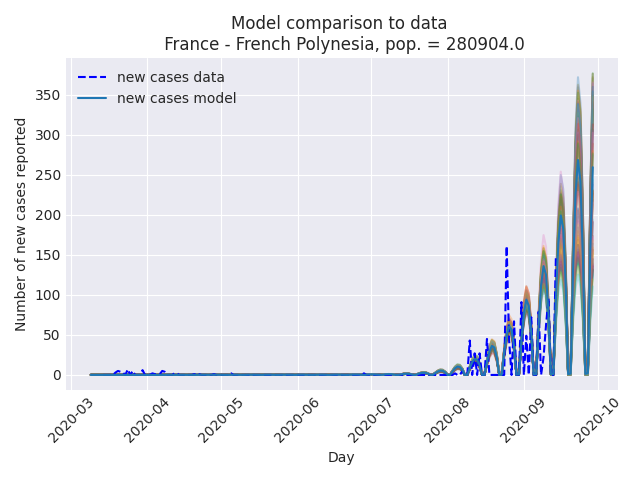 Model comparison to data
France - French Polynesia, pop. = 280904.0
new cases data
new cases model
Number of new cases reported
350
300
250
200
150
100
50
0
2020-03
2020-04
2020-05
2020-06
2020-07
2020-08
2020-09
2020-10
Day